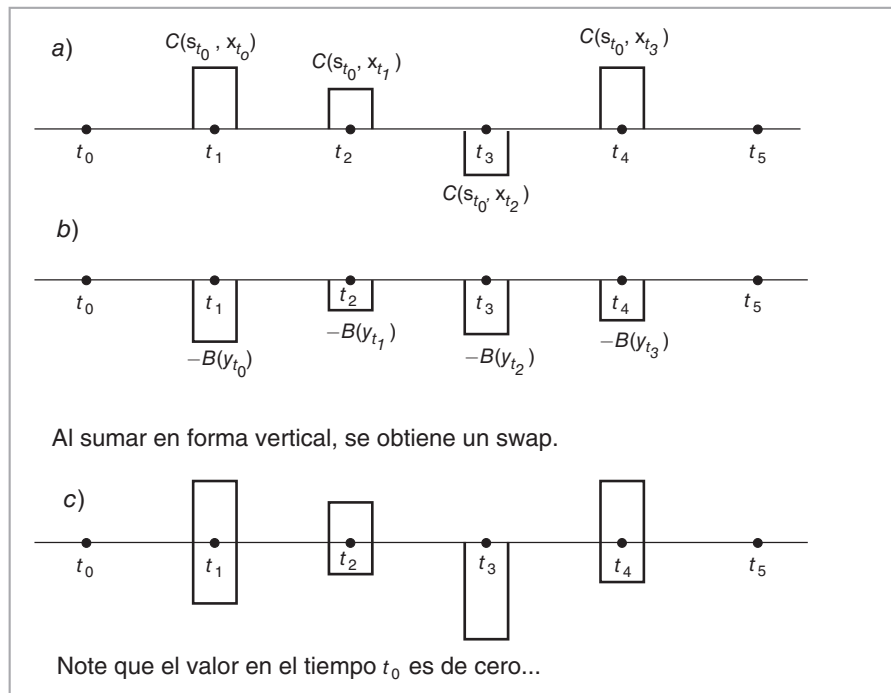 a)
C(s_{t_0}, x_{t_o})
C(s_{t_0}, x_{t_1})
C(s_{t_0}, x_{t_3})
t_0 t_1 t_2 t_3 t_4 t_5
C(s_{t_0}, x_{t_2})
b)
t_0 t_1 t_2 t_3 t_4 t_5
−B(y_{t_0}) −B(y_{t_1}) −B(y_{t_2}) −B(y_{t_3})
Al sumar en forma vertical, se obtiene un swap.
c)
t_0 t_1 t_2 t_3 t_4 t_5
Note que el valor en el tiempo t_0 es de cero...